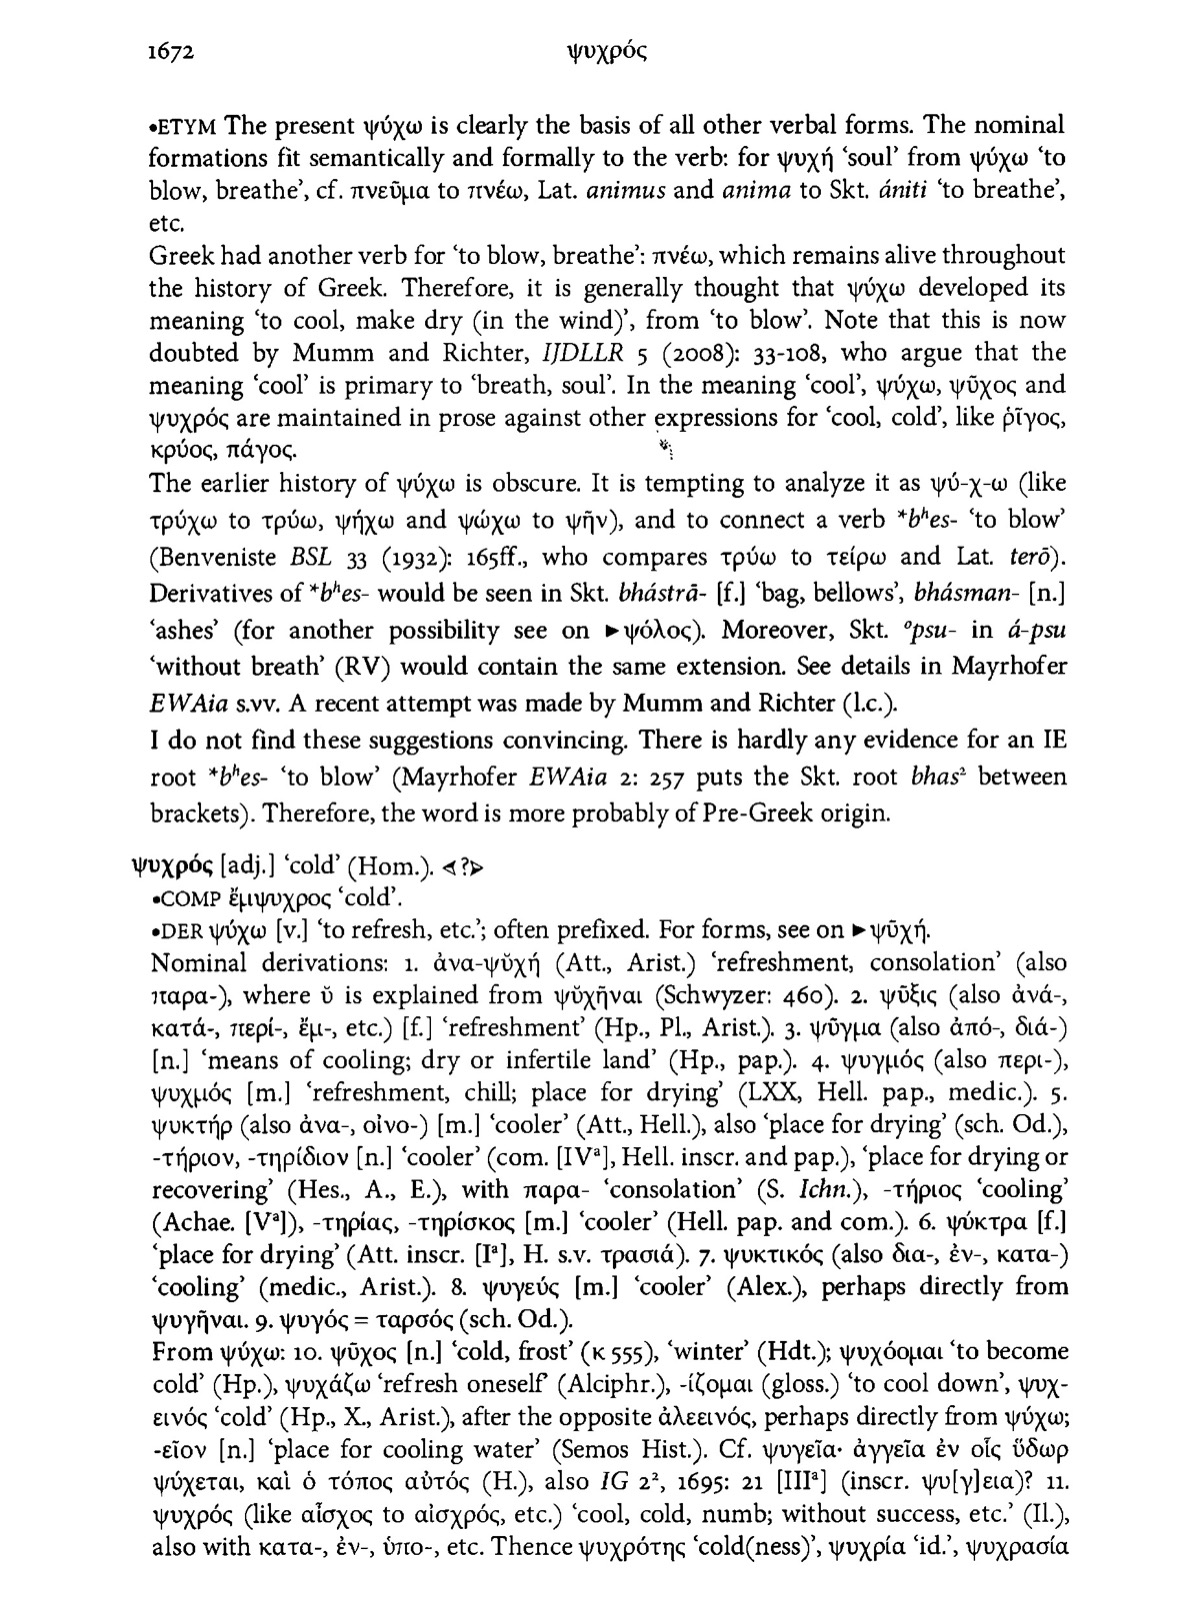 1672
ψυχρός
•ETYM The present ψύχω is clearly the basis of all other verbal forms. The nominal
formations fit semantically and formally to the verb: for ψυχή ‘soul’ from ψύχω ‘to
blow, breathe’, cf. πνεῦμα to πνέω, Lat. animus and anima to Skt. ániti ‘to breathe’,
etc.
Greek had another verb for ‘to blow, breathe’: πνέω, which remains alive throughout
the history of Greek. Therefore, it is generally thought that ψύχω developed its
meaning ‘to cool, make dry (in the wind)’, from ‘to blow’. Note that this is now
doubted by Mumm and Richter, IJDLLR 5 (2008): 33-108, who argue that the
meaning ‘cool’ is primary to ‘breath, soul’. In the meaning ‘cool’, ψύχω, ψῦχος and
ψυχρός are maintained in prose against other expressions for ‘cool, cold’, like ῥῖγος,
κρύος, πάγος.
The earlier history of ψύχω is obscure. It is tempting to analyze it as ψύ-χ-ω (like
τρύχω to τρύω, ψήχω and ψώχω to ψῆν), and to connect a verb *bʰes- ‘to blow’
(Benveniste BSL 33 (1932): 165ff., who compares τρύω to τείρω and Lat. terō).
Derivatives of *bʰes- would be seen in Skt. bhástrā- [f.] ‘bag, bellows’, bhásman- [n.]
‘ashes’ (for another possibility see on ►ψόλος). Moreover, Skt. °psu- in á-psu
‘without breath’ (RV) would contain the same extension. See details in Mayrhofer
EWAia s.vv. A recent attempt was made by Mumm and Richter (l.c.).
I do not find these suggestions convincing. There is hardly any evidence for an IE
root *bʰes- ‘to blow’ (Mayrhofer EWAia 2: 257 puts the Skt. root bhas² between
brackets). Therefore, the word is more probably of Pre-Greek origin.
ψυχρός [adj.] ‘cold’ (Hom.). ⋖?⋗
•COMP ἔμψυχρος ‘cold’.
•DER ψύχω [v.] ‘to refresh, etc.’; often prefixed. For forms, see on ►ψῡχή.
Nominal derivations: 1. ἀνα-ψῠχή (Att., Arist.) ‘refreshment, consolation’ (also
παρα-), where ῠ is explained from ψῠχῆναι (Schwyzer: 460). 2. ψῦξις (also ἀνά-,
κατά-, περί-, ἔμ-, etc.) [f.] ‘refreshment’ (Hp., Pl., Arist.). 3. ψῦγμα (also ἀπό-, διά-)
[n.] ‘means of cooling; dry or infertile land’ (Hp., pap.). 4. ψυγμός (also περι-),
ψυχμός [m.] ‘refreshment, chill; place for drying’ (LXX, Hell. pap., medic.). 5.
ψυκτήρ (also ἀνα-, οἰνο-) [m.] ‘cooler’ (Att., Hell.), also ‘place for drying’ (sch. Od.),
-τήριον, -τηρίδιον [n.] ‘cooler’ (com. [IVᵃ], Hell. inscr. and pap.), ‘place for drying or
recovering’ (Hes., A., E.), with παρα- ‘consolation’ (S. Ichn.), -τήριος ‘cooling’
(Achae. [Vᵃ]), -τηρίας, -τηρίσκος [m.] ‘cooler’ (Hell. pap. and com.). 6. ψύκτρα [f.]
‘place for drying’ (Att. inscr. [Iᵃ], H. s.v. τρασιά). 7. ψυκτικός (also δια-, ἐν-, κατα-)
‘cooling’ (medic., Arist.). 8. ψυγεύς [m.] ‘cooler’ (Alex.), perhaps directly from
ψυγῆναι. 9. ψυγός = ταρσός (sch. Od.).
From ψύχω: 10. ψῦχος [n.] ‘cold, frost’ (κ 555), ‘winter’ (Hdt.); ψυχόομαι ‘to become
cold’ (Hp.), ψυχάζω ‘refresh oneself’ (Alciphr.), -ίζομαι (gloss.) ‘to cool down’, ψυχ-
εινός ‘cold’ (Hp., X., Arist.), after the opposite ἀλεεινός, perhaps directly from ψύχω;
-εῖον [n.] ‘place for cooling water’ (Semos Hist.). Cf. ψυγεῖα· ἀγγεῖα ἐν οἷς ὕδωρ
ψύχεται, καὶ ὁ τόπος αὐτός (H.), also IG 2², 1695: 21 [IIIᵃ] (inscr. ψυ[γ]εια)? 11.
ψυχρός (like αἶσχος to αἰσχρός, etc.) ‘cool, cold, numb; without success, etc.’ (Il.),
also with κατα-, ἐν-, ὑπο-, etc. Thence ψυχρότης ‘cold(ness)’, ψυχρία ‘id.’, ψυχρασία